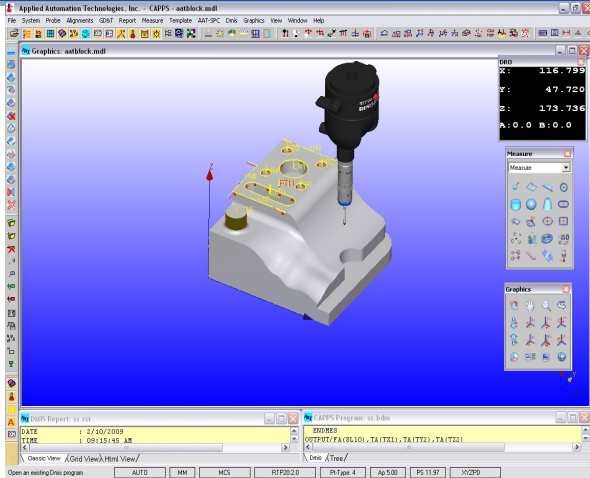 Applied Automation Technologies, Inc. - CAPPS - aatblock.mdl
File System Probe Alignments GD&T Report Measure Template AAT-SPC Dmis Graphics View Window Help
Graphics: aatblock.mdl
DRO
X: 116.799
Y: 47.720
Z: 173.736
A:0.0 B:0.0
Measure
Measure
Graphics
Z
PT11
DMIS Report: ss.rst
DATE : 2/10/2009
TIME : 09:15:45 AM
Classic View Grid View Html View
CAPPS Program: ss.bdm
ENDMES
OUTPUT/FA(SL10),TA(TX1),TA(TY2),TA(TZ2)
Dmis Tree
Open an existing Dmis program AUTO MM MCS RTP20:2.0 Pt-Type: 4 Ap 5.00 PS 11.97 XYZPD